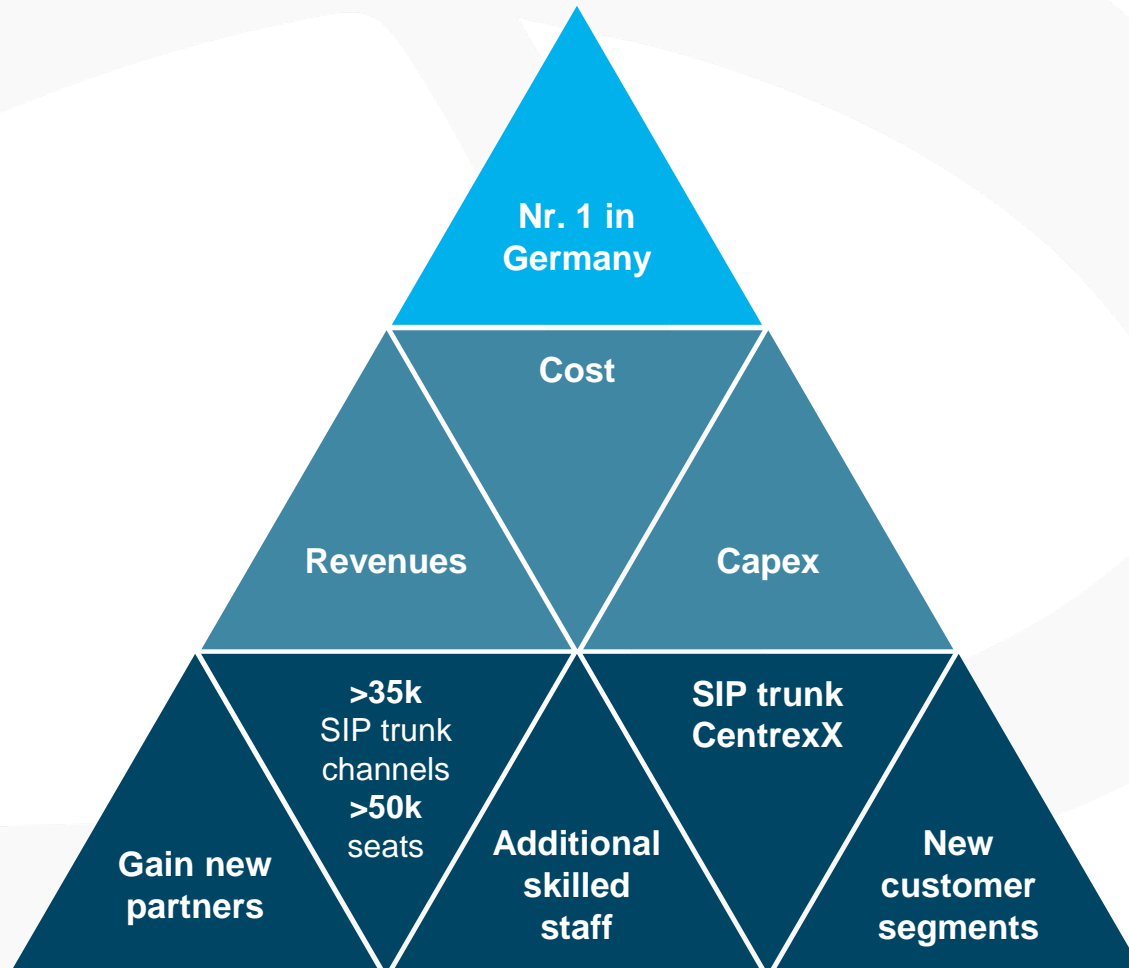 Nr. 1 in
Germany
Cost
Revenues
Capex
>35k
SIP trunk
channels
>50k
seats
SIP trunk
CentrexX
Gain new
partners
Additional
skilled
staff
New
customer
segments